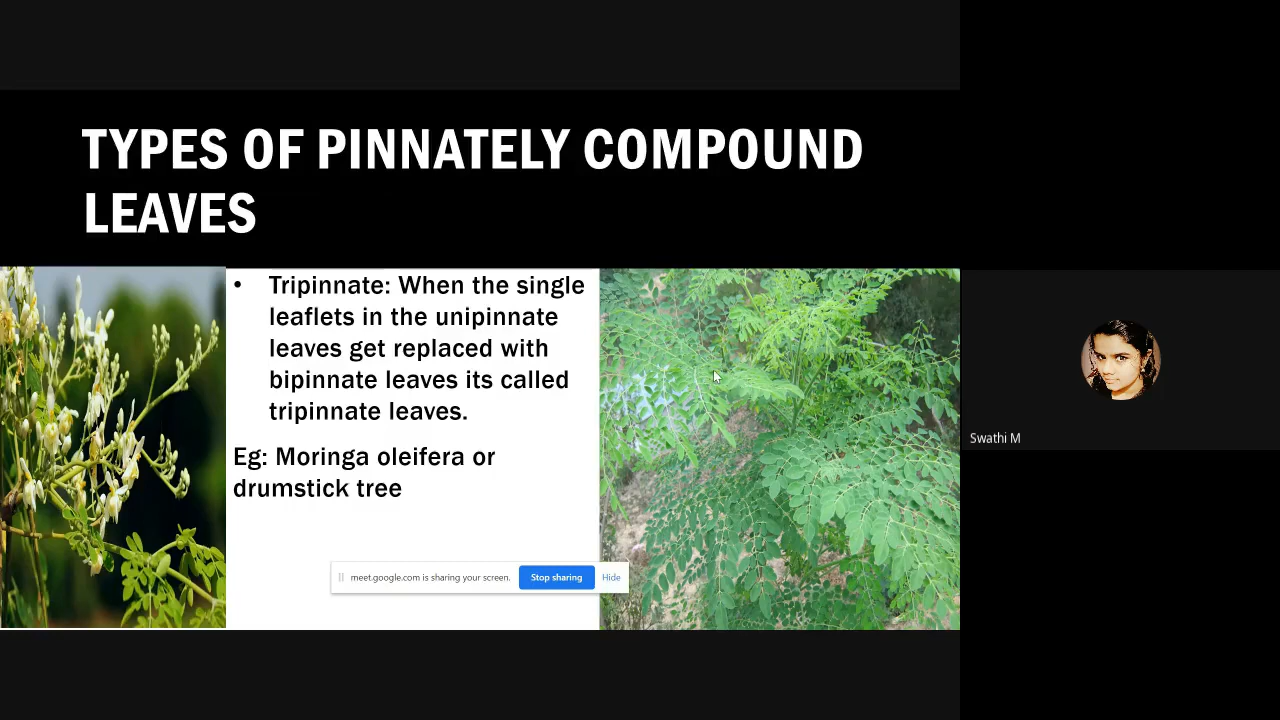 TYPES OF PINNATELY COMPOUND
LEAVES
• Tripinnate: When the single
leaflets in the unipinnate
leaves get replaced with
bipinnate leaves its called
tripinnate leaves.
Eg: Moringa oleifera or
drumstick tree
meet.google.com is sharing your screen. Stop sharing Hide
Swathi M